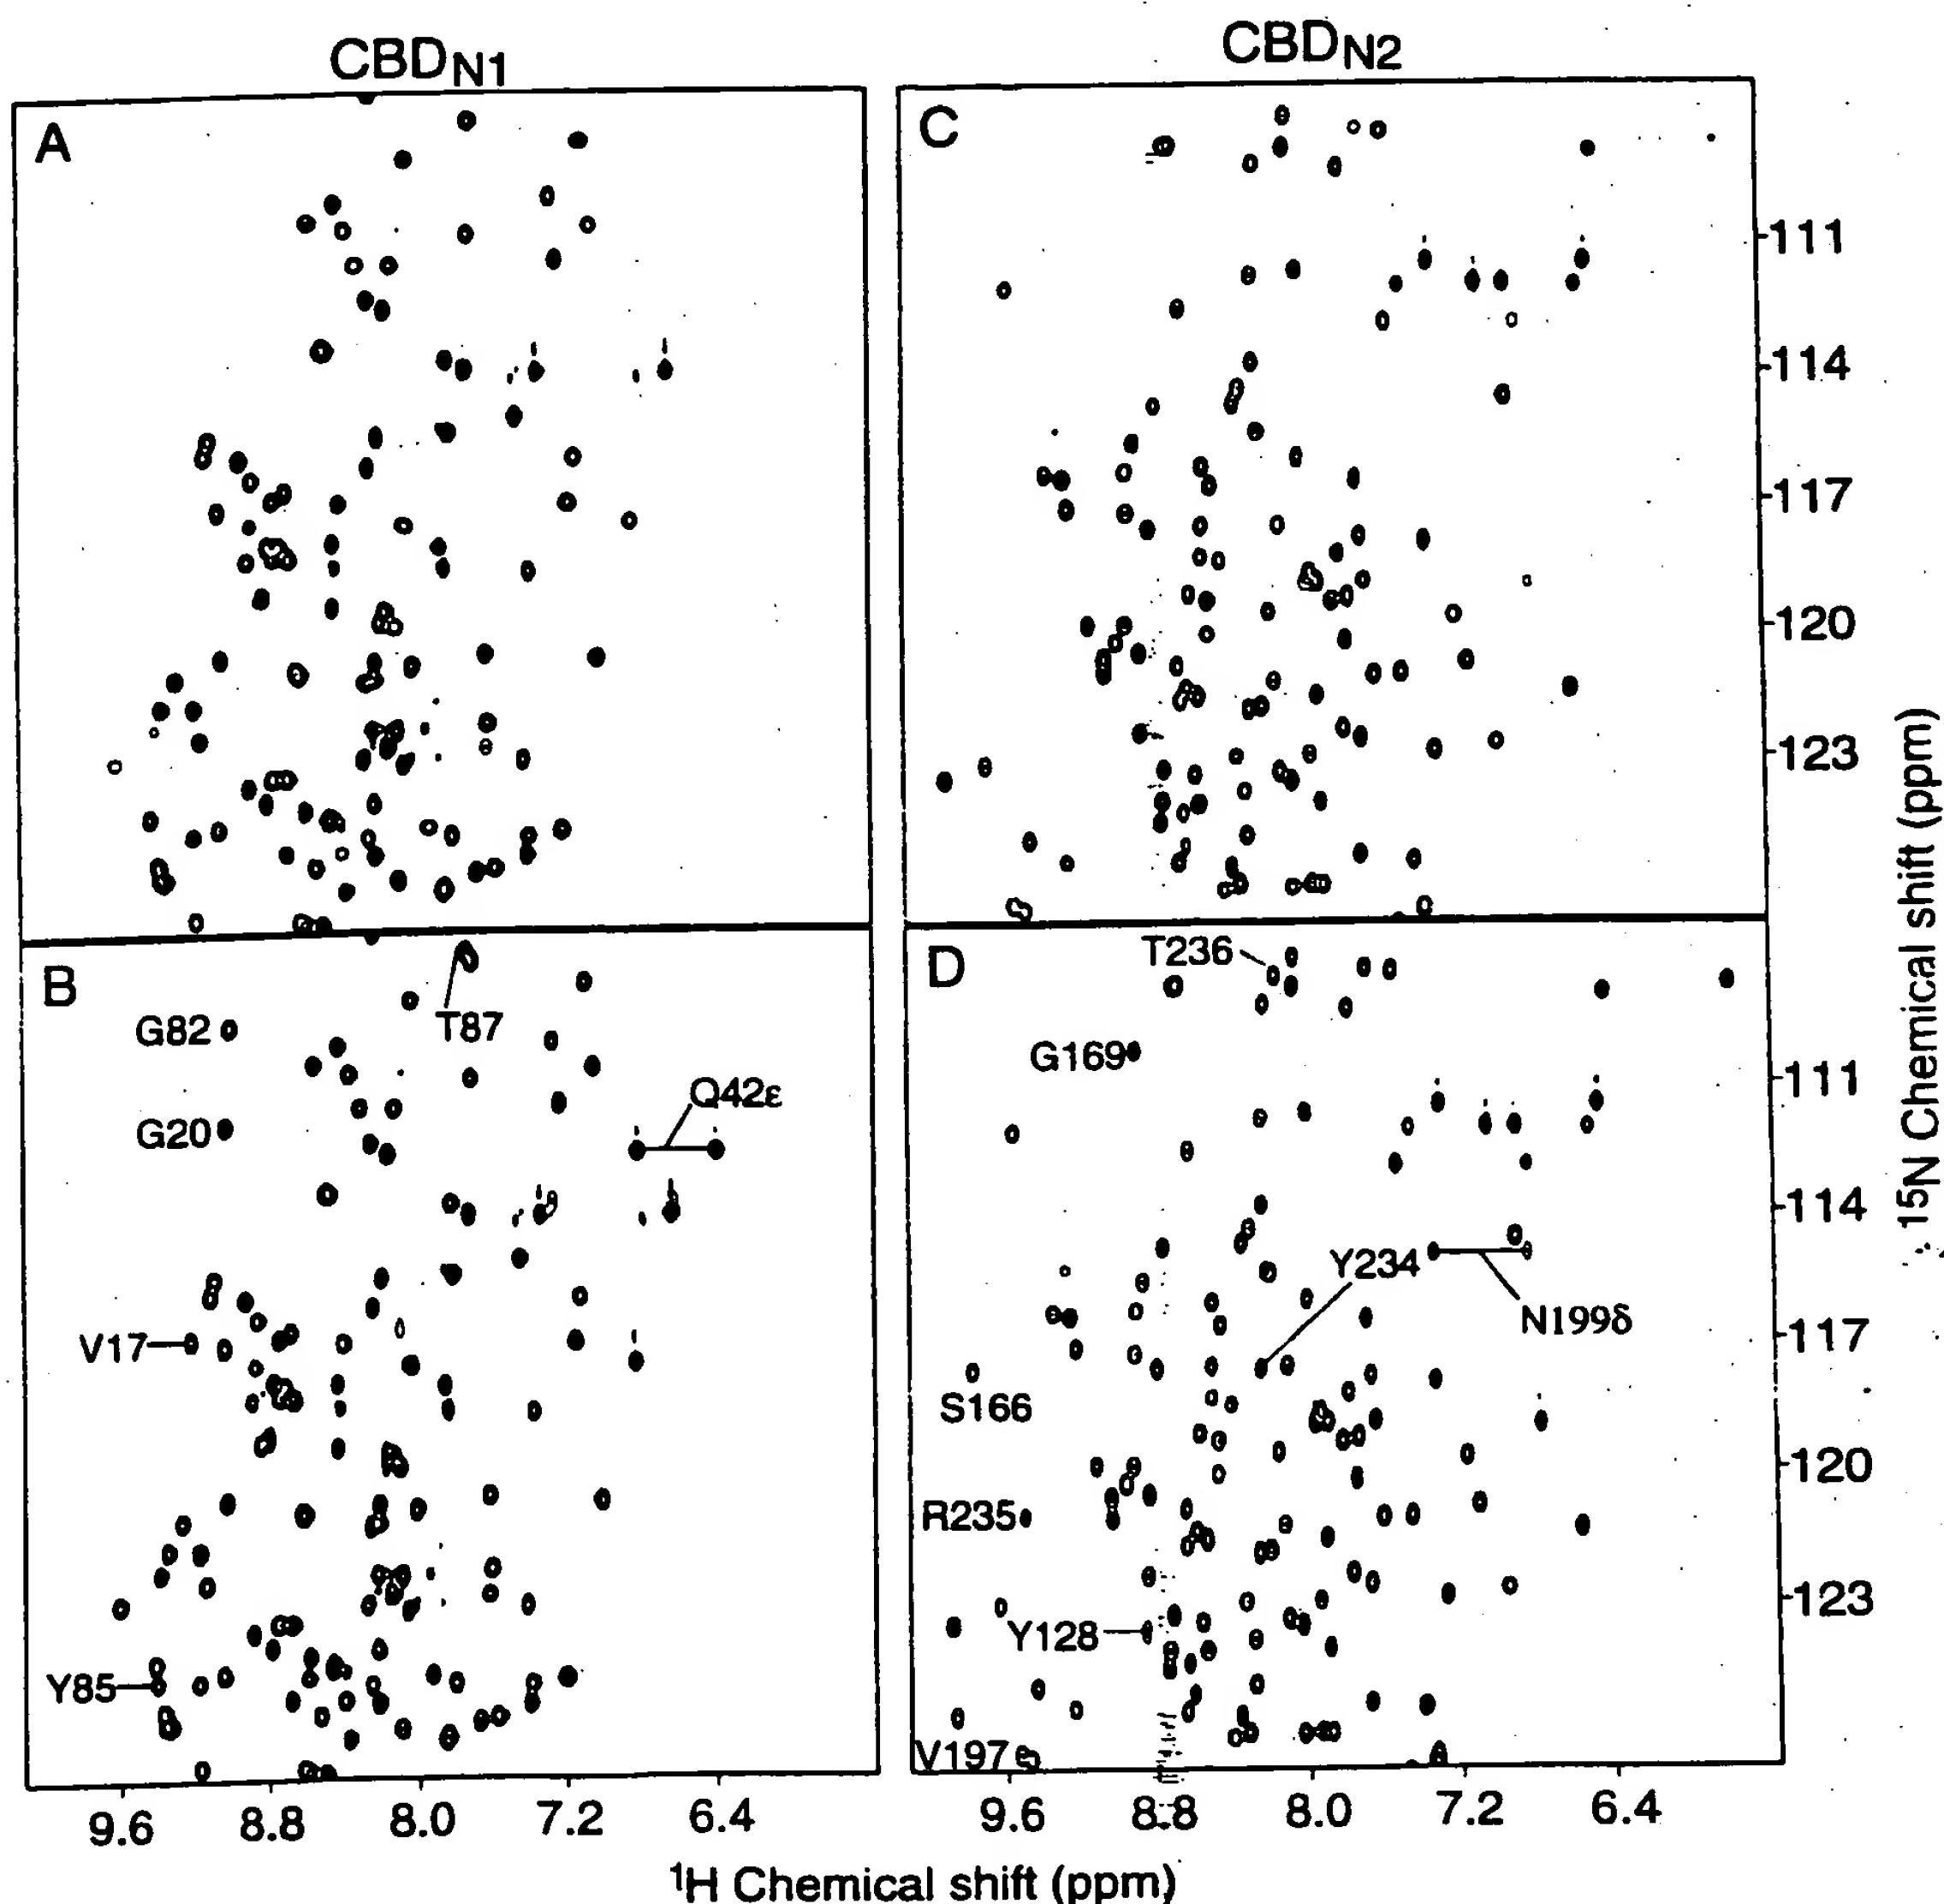 CBDN1
CBDN2
A
C
111
114
117
120
123
B
T87
G82
Q42ε
G20
V17
Y85
D
T236
G169
111
114
Y234
N199δ
117
S166
120
R235
123
Y128
V197
9.6 8.8 8.0 7.2 6.4
9.6 8.8 8.0 7.2 6.4
1H Chemical shift (ppm)
15N Chemical shift (ppm)